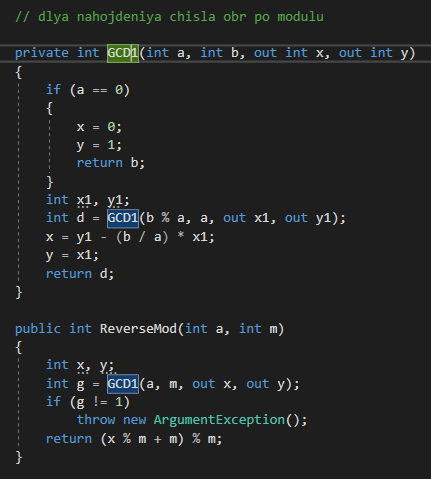 // dlya nahojdeniya chisla obr po modulu
private int GCD1(int a, int b, out int x, out int y)
{
if (a == 0)
{
x = 0;
y = 1;
return b;
}
int x1, y1;
int d = GCD1(b % a, a, out x1, out y1);
x = y1 - (b / a) * x1;
y = x1;
return d;
}
public int ReverseMod(int a, int m)
{
int x, y;
int g = GCD1(a, m, out x, out y);
if (g != 1)
throw new ArgumentException();
return (x % m + m) % m;
}